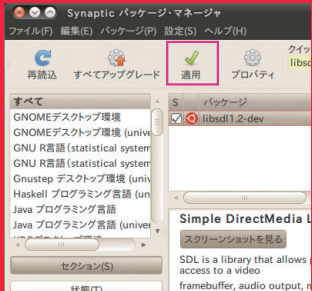 Synaptic パッケージ・マネージャ
ファイル(F) 編集(E) パッケージ(P) 設定(S) ヘルプ(H)
再読込 すべてアップグレード 適用 プロパティ
クイッ
libsd
すべて
GNOMEデスクトップ環境
GNOMEデスクトップ環境 (unive
GNU R言語(statistical system
GNU R言語(statistical system
Gnustep デスクトップ環境 (unive
Haskell プログラミング言語 (un
Java プログラミング言語
Java プログラミング言語 (univer
セクション(S)
状態(T)
S パッケージ
libsdl1.2-dev
Simple DirectMedia L
スクリーンショットを見る
SDL is a library that allows p
access to a video
framebuffer, audio output, m